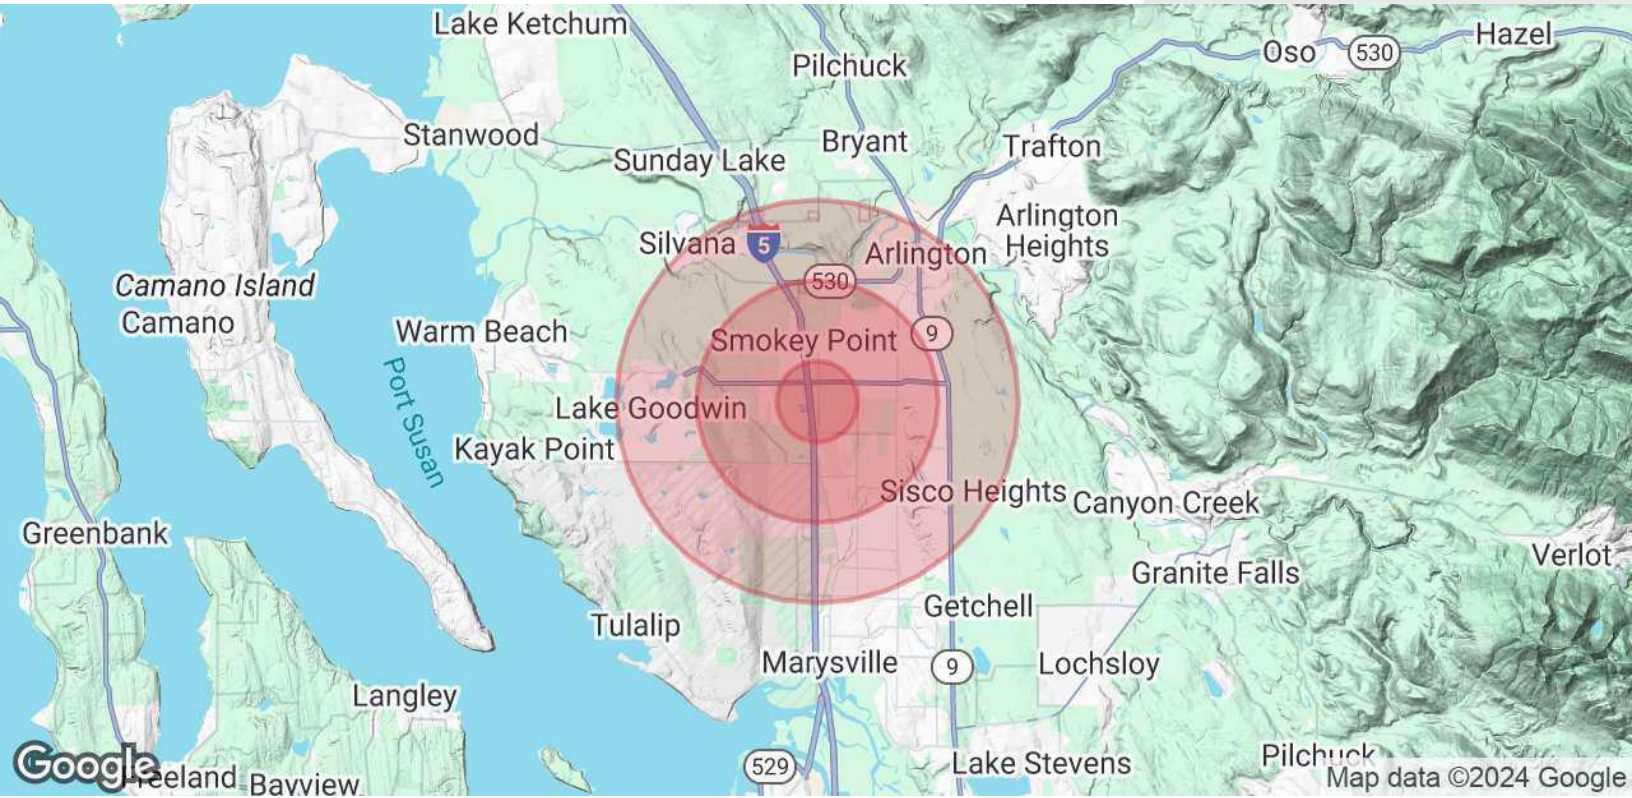 Lake Ketchum
Hazel
Oso
530
Pilchuck
Stanwood
Bryant
Trafton
Sunday Lake
Arlington
Heights
Silvana
5
Arlington
530
Camano Island
Camano
Warm Beach
Smokey Point
9
Port Susan
Lake Goodwin
Kayak Point
Sisco Heights
Canyon Creek
Greenbank
Verlot
Granite Falls
Getchell
Tulalip
Marysville
9
Lochsloy
Langley
529
Lake Stevens
Pilchuck
Google
Freeland
Bayview
Map data ©2024 Google